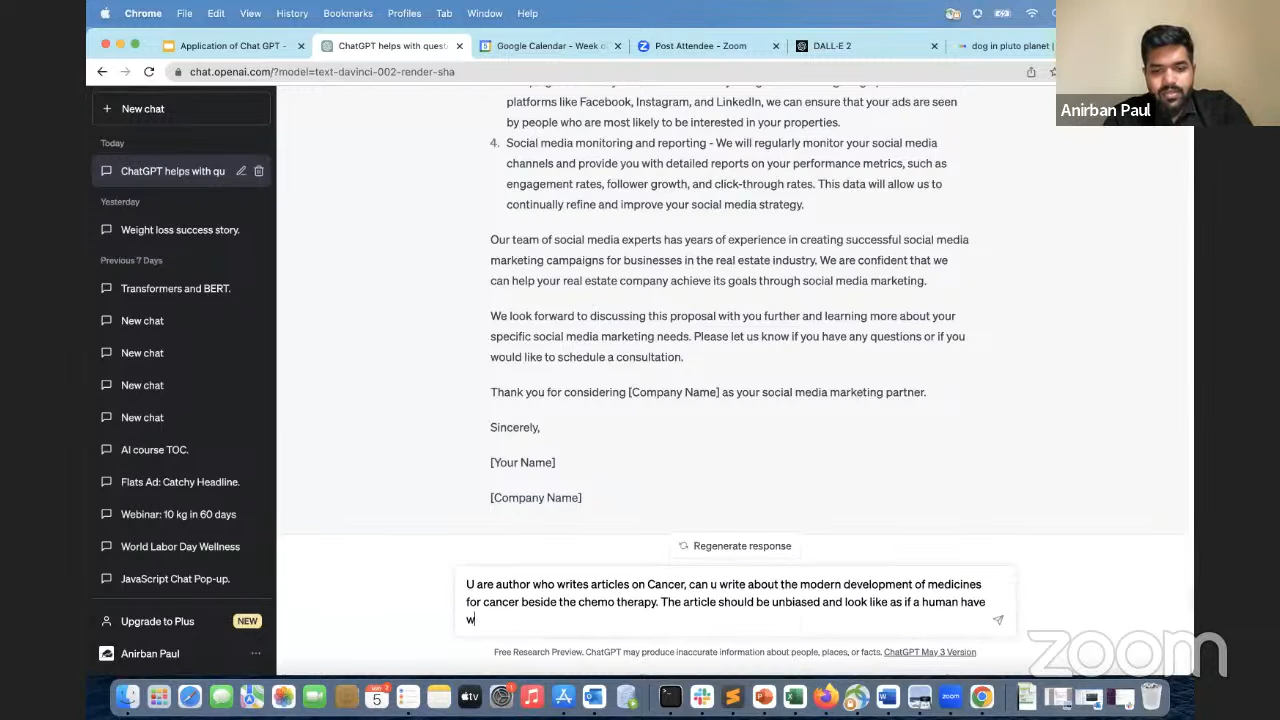 Chrome File Edit View History Bookmarks Profiles Tab Window Help
Application of Chat GPT - ChatGPT helps with quest Google Calendar - Week o Post Attendee - Zoom DALL·E 2 dog in pluto planet
chat.openai.com/?model=text-davinci-002-render-sha
Anirban Paul
New chat
Today
ChatGPT helps with qu
Yesterday
Weight loss success story.
Previous 7 Days
Transformers and BERT.
New chat
New chat
New chat
New chat
AI course TOC.
Flats Ad: Catchy Headline.
Webinar: 10 kg in 60 days
World Labor Day Wellness
JavaScript Chat Pop-up.
Upgrade to Plus NEW
Anirban Paul
platforms like Facebook, Instagram, and LinkedIn, we can ensure that your ads are seen
by people who are most likely to be interested in your properties.
4. Social media monitoring and reporting - We will regularly monitor your social media
channels and provide you with detailed reports on your performance metrics, such as
engagement rates, follower growth, and click-through rates. This data will allow us to
continually refine and improve your social media strategy.
Our team of social media experts has years of experience in creating successful social media
marketing campaigns for businesses in the real estate industry. We are confident that we
can help your real estate company achieve its goals through social media marketing.
We look forward to discussing this proposal with you further and learning more about your
specific social media marketing needs. Please let us know if you have any questions or if you
would like to schedule a consultation.
Thank you for considering [Company Name] as your social media marketing partner.
Sincerely,
[Your Name]
[Company Name]
Regenerate response
U are author who writes articles on Cancer, can u write about the modern development of medicines
for cancer beside the chemo therapy. The article should be unbiased and look like as if a human have
w
Free Research Preview. ChatGPT may produce inaccurate information about people, places, or facts. ChatGPT May 3 Version
zoom